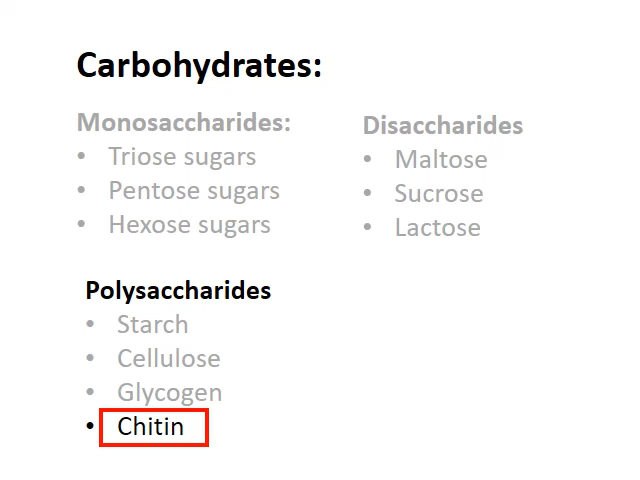 Carbohydrates:
Monosaccharides:
• Triose sugars
• Pentose sugars
• Hexose sugars
Disaccharides
• Maltose
• Sucrose
• Lactose
Polysaccharides
• Starch
• Cellulose
• Glycogen
• Chitin